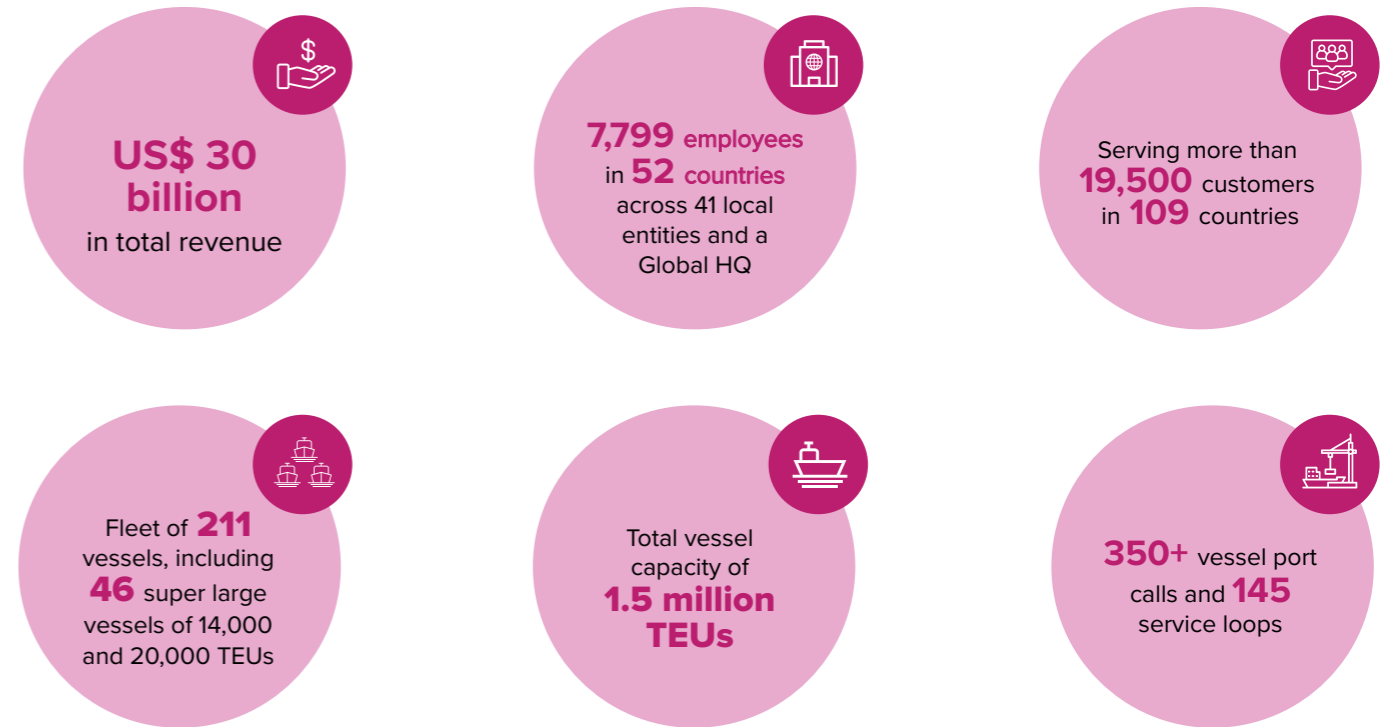 $
US$ 30
billion
in total revenue
7,799 employees
in 52 countries
across 41 local
entities and a
Global HQ
Serving more than
19,500 customers
in 109 countries
Fleet of 211
vessels, including
46 super large
vessels of 14,000
and 20,000 TEUs
Total vessel
capacity of
1.5 million
TEUs
350+ vessel port
calls and 145
service loops